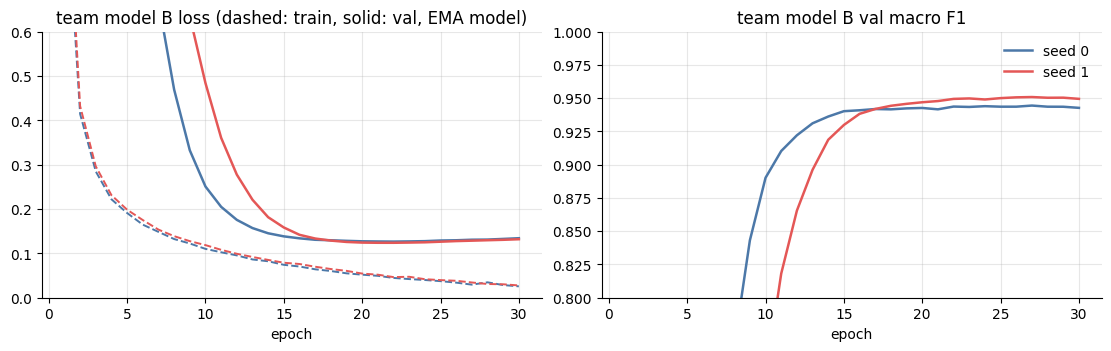 team model B loss (dashed: train, solid: val, EMA model)
0.6
0.5
0.4
0.3
0.2
0.1
0.0
0 5 10 15 20 25 30
epoch
team model B val macro F1
1.000
0.975
0.950
0.925
0.900
0.875
0.850
0.825
0.800
seed 0
seed 1
0 5 10 15 20 25 30
epoch